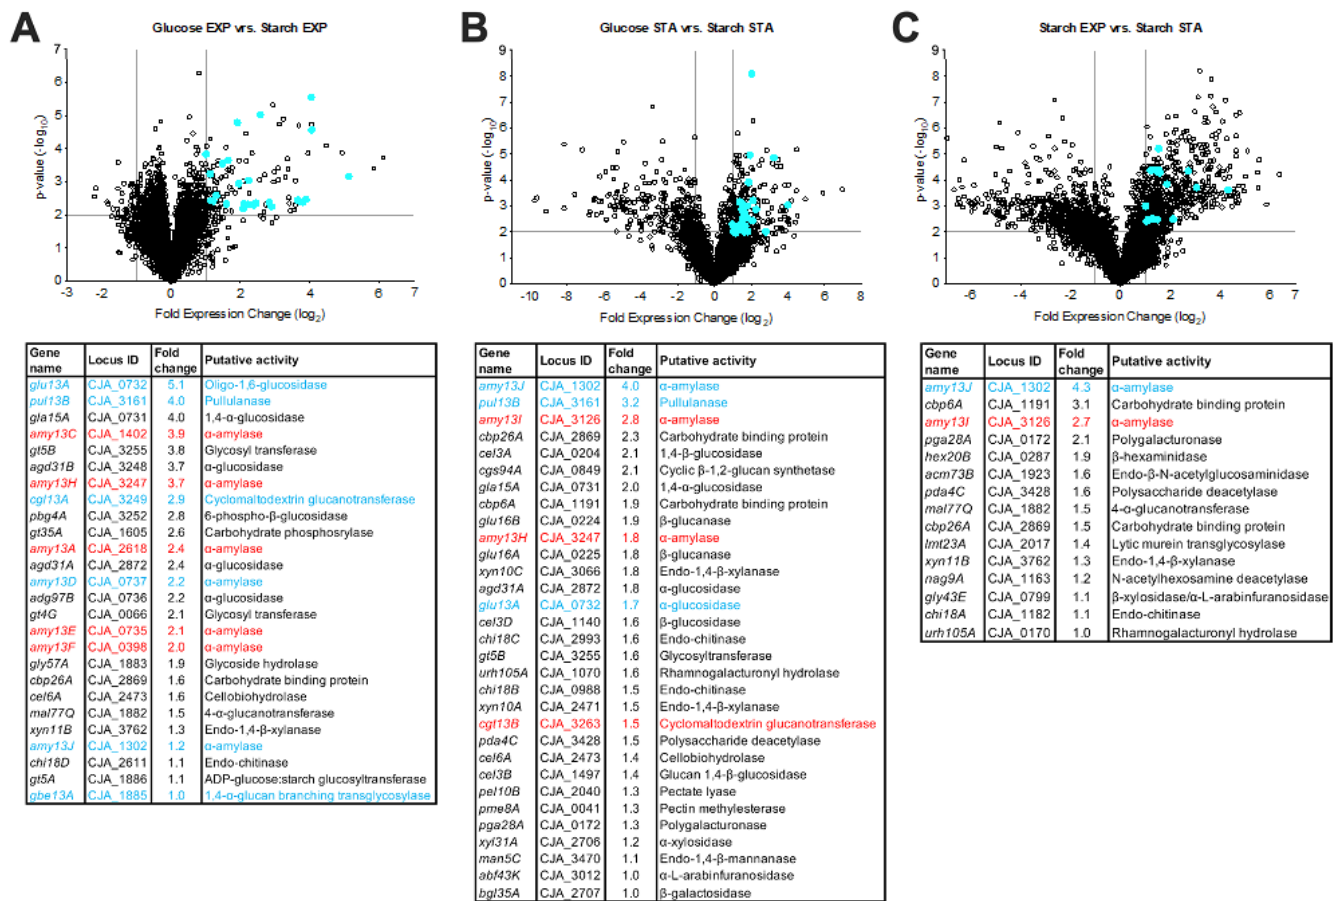 A
Glucose EXP vrs. Starch EXP
p-value (-log10)
7
6
5
4
3
2
1
0
-3 -2 0 2 4 6 7
Fold Expression Change (log2)
B
Glucose STA vrs. Starch STA
p-value (-log10)
9
8
7
6
5
4
3
2
1
0
-10 -8 -6 -4 -2 0 2 4 6 8
Fold Expression Change (log2)
C
Starch EXP vrs. Starch STA
p-value (-log10)
9
8
7
6
5
4
3
2
1
0
-6 -4 -2 0 2 4 6 7
Fold Expression Change (log2)
Gene name Locus ID Fold change Putative activity
glu13A CJA_0732 5.1 Oligo-1,6-glucosidase
pul13B CJA_3161 4.0 Pullulanase
gla15A CJA_0731 4.0 1,4-α-glucosidase
amy13C CJA_1402 3.9 α-amylase
gt5B CJA_3255 3.8 Glycosyl transferase
agd31B CJA_3248 3.7 α-glucosidase
amy13H CJA_3247 3.7 α-amylase
cgl13A CJA_3249 2.9 Cyclomaltodextrin glucanotransferase
pbg4A CJA_3252 2.8 6-phospho-β-glucosidase
gt35A CJA_1605 2.6 Carbohydrate phosphrylase
amy13A CJA_2618 2.4 α-amylase
agd31A CJA_2872 2.4 α-glucosidase
amy13D CJA_0737 2.2 α-amylase
adg97B CJA_0736 2.2 α-glucosidase
gt4G CJA_0066 2.1 Glycosyl transferase
amy13E CJA_0735 2.1 α-amylase
amy13F CJA_0398 2.0 α-amylase
gly57A CJA_1883 1.9 Glycoside hydrolase
cbp26A CJA_2869 1.6 Carbohydrate binding protein
cel6A CJA_2473 1.6 Cellobiohydrolase
mal77Q CJA_1882 1.5 4-α-glucanotransferase
xyn11B CJA_3762 1.3 Endo-1,4-β-xylanase
amy13J CJA_1302 1.2 α-amylase
chi18D CJA_2611 1.1 Endo-chitinase
gt5A CJA_1886 1.1 ADP-glucose:starch glucosyltransferase
gbe13A CJA_1885 1.0 1,4-α-glucan branching transglycosylase
Gene name Locus ID Fold change Putative activity
amy13J CJA_1302 4.0 α-amylase
pul13B CJA_3161 3.2 Pullulanase
amy13I CJA_3126 2.8 α-amylase
cbp26A CJA_2869 2.3 Carbohydrate binding protein
cel3A CJA_0204 2.1 1,4-β-glucosidase
cgs94A CJA_0849 2.1 Cyclic β-1,2-glucan synthetase
gla15A CJA_0731 2.0 1,4-α-glucosidase
cbp6A CJA_1191 1.9 Carbohydrate binding protein
glu16B CJA_0224 1.9 β-glucanase
amy13H CJA_3247 1.8 α-amylase
glu16A CJA_0225 1.8 β-glucanase
xyn10C CJA_3066 1.8 Endo-1,4-β-xylanase
agd31A CJA_2872 1.8 α-glucosidase
glu13A CJA_0732 1.7 α-glucosidase
cel3D CJA_1140 1.6 β-glucosidase
chi18C CJA_2993 1.6 Endo-chitinase
gt5B CJA_3255 1.6 Glycosyltransferase
urh105A CJA_1070 1.6 Rhamnogalacturonyl hydrolase
chi18B CJA_0988 1.5 Endo-chitinase
xyn10A CJA_2471 1.5 Endo-1,4-β-xylanase
cgt13B CJA_3263 1.5 Cyclomaltodextrin glucanotransferase
pda4C CJA_3428 1.5 Polysaccharide deacetylase
cel6A CJA_2473 1.4 Cellobiohydrolase
cel3B CJA_1497 1.4 Glucan 1,4-β-glucosidase
pel10B CJA_2040 1.3 Pectate lyase
pme8A CJA_0041 1.3 Pectin methylesterase
pga28A CJA_0172 1.3 Polygalacturonase
xyl31A CJA_2706 1.2 α-xylosidase
man5C CJA_3470 1.1 Endo-1,4-β-mannanase
abf43K CJA_3012 1.0 α-L-arabinfuranosidase
bgl35A CJA_2707 1.0 β-galactosidase
Gene name Locus ID Fold change Putative activity
amy13J CJA_1302 4.3 α-amylase
cbp6A CJA_1191 3.1 Carbohydrate binding protein
amy13I CJA_3126 2.7 α-amylase
pga28A CJA_0172 2.1 Polygalacturonase
hex20B CJA_0287 1.9 β-hexaminidase
acm73B CJA_1923 1.6 Endo-β-N-acetylglucosaminidase
pda4C CJA_3428 1.6 Polysaccharide deacetylase
mal77Q CJA_1882 1.5 4-α-glucanotransferase
cbp26A CJA_2869 1.5 Carbohydrate binding protein
lmt23A CJA_2017 1.4 Lytic murein transglycosylase
xyn11B CJA_3762 1.3 Endo-1,4-β-xylanase
nag9A CJA_1163 1.2 N-acetylhexosamine deacetylase
gly43E CJA_0799 1.1 β-xylosidase/α-L-arabinfuranosidase
chi18A CJA_1182 1.1 Endo-chitinase
urh105A CJA_0170 1.0 Rhamnogalacturonyl hydrolase